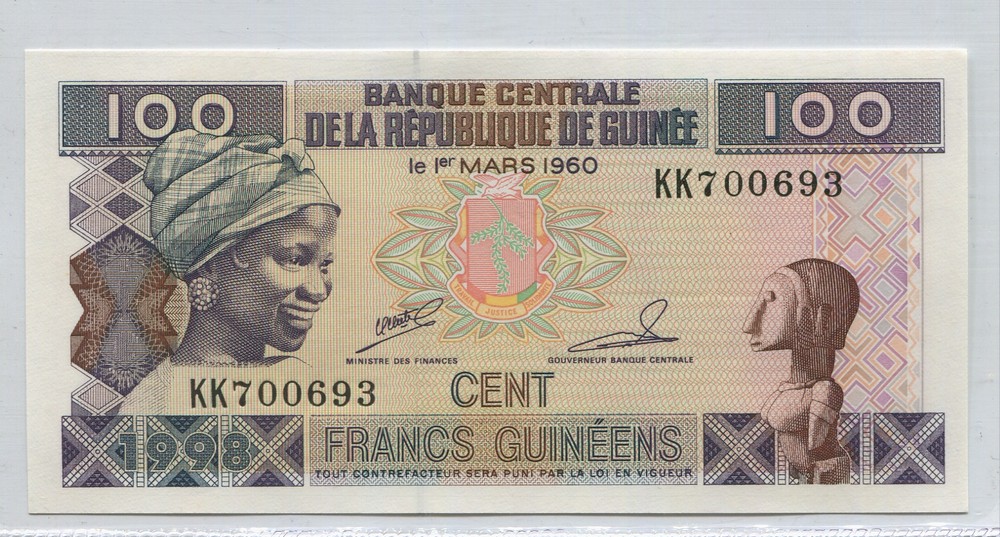 100
BANQUE CENTRALE
DE LA RÉPUBLIQUE DE GUINÉE
100
le 1er MARS 1960
KK700693
JUSTICE
MINISTRE DES FINANCES
GOUVERNEUR BANQUE CENTRALE
KK700693
CENT
1998
FRANCS GUINÉENS
TOUT CONTREFACTEUR SERA PUNI PAR LA LOI EN VIGUEUR